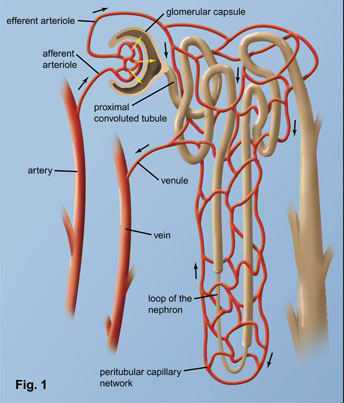 glomerular capsule
efferent arteriole
afferent
arteriole
proximal
convoluted tubule
artery
venule
vein
loop of the
nephron
peritubular capillary
network
Fig. 1